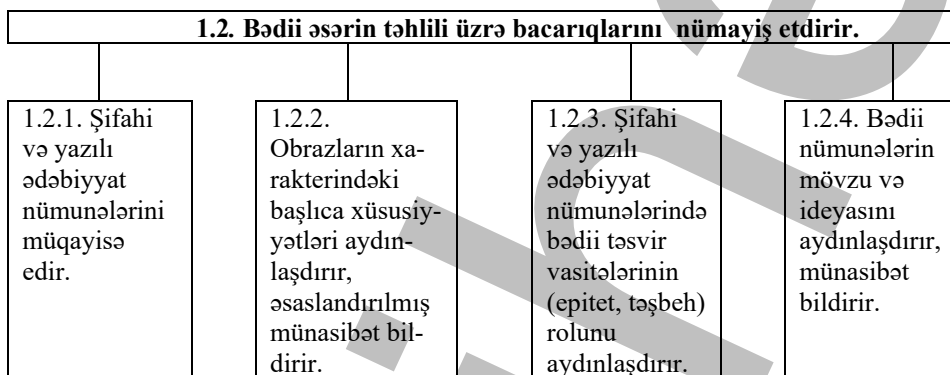 1.2. Bədii əsərin təhlili üzrə bacarıqlarını nümayiş etdirir.
1.2.1. Şifahi
və yazılı
ədəbiyyat
nümunələrini
müqayisə
edir.
1.2.2.
Obrazların xa-
rakterindəki
başlıca xüsusiy-
yətləri aydın-
laşdırır,
əsaslandırılmış
münasibət bil-
dirir.
1.2.3. Şifahi
və yazılı
ədəbiyyat
nümunələrində
bədii təsvir
vasitələrinin
(epitet, təşbeh)
rolunu
aydınlaşdırır.
1.2.4. Bədii
nümunələrin
mövzu və
ideyasını
aydınlaşdırır,
münasibət
bildirir.